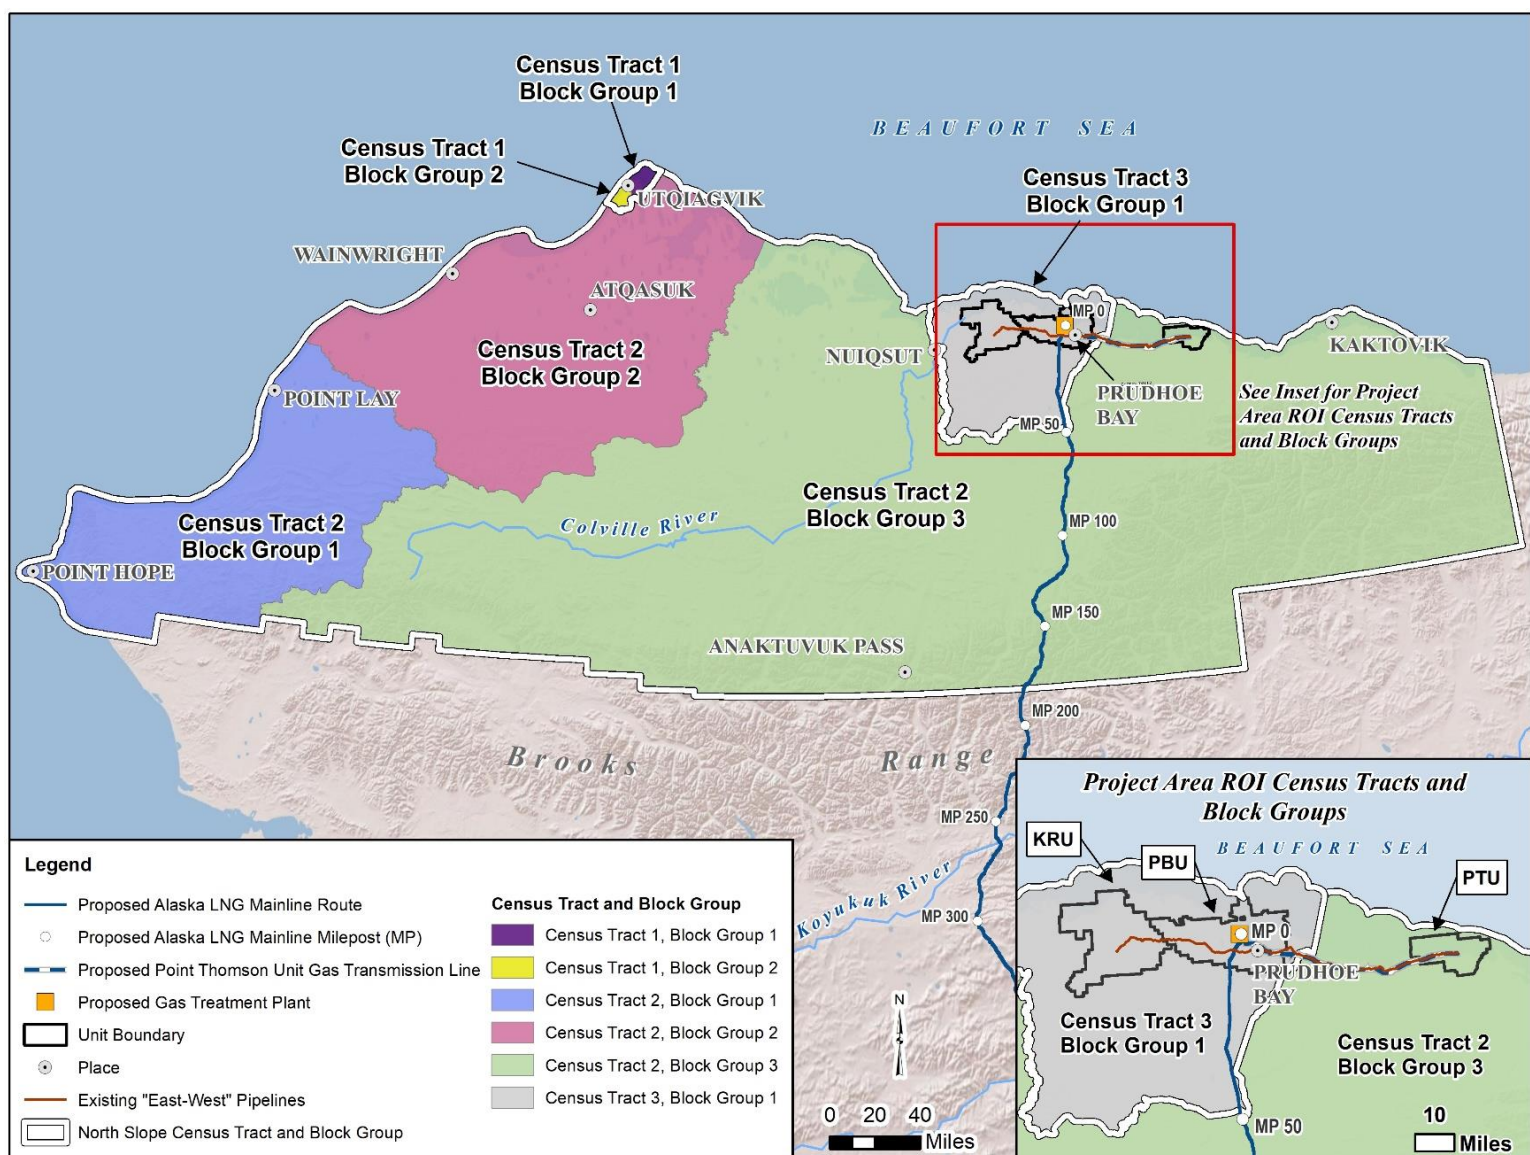 Census Tract 1
Block Group 1
BEAUFORT SEA
Census Tract 1
Block Group 2
Census Tract 3
Block Group 1
UTQIAGVIK
WAINWRIGHT
ATQASUK
MP 0
KAKTOVIK
NUIQSUT
Census Tract 2
Block Group 2
POINT LAY
PRUDHOE
BAY
See Inset for Project
Area ROI Census Tracts
and Block Groups
MP 50
Census Tract 2
Block Group 3
Colville River
MP 100
Census Tract 2
Block Group 1
POINT HOPE
MP 150
ANAKTUVUK PASS
MP 200
Brooks Range
MP 250
Koyukuk River
MP 300
Project Area ROI Census Tracts and
Block Groups
BEAUFORT SEA
KRU
PBU
PTU
MP 0
PRUDHOE
BAY
Census Tract 3
Block Group 1
Census Tract 2
Block Group 3
MP 50
10
Miles
Legend
Proposed Alaska LNG Mainline Route
Proposed Alaska LNG Mainline Milepost (MP)
Proposed Point Thomson Unit Gas Transmission Line
Proposed Gas Treatment Plant
Unit Boundary
Place
Existing "East-West" Pipelines
North Slope Census Tract and Block Group
Census Tract and Block Group
Census Tract 1, Block Group 1
Census Tract 1, Block Group 2
Census Tract 2, Block Group 1
Census Tract 2, Block Group 2
Census Tract 2, Block Group 3
Census Tract 3, Block Group 1
N
0 20 40
Miles